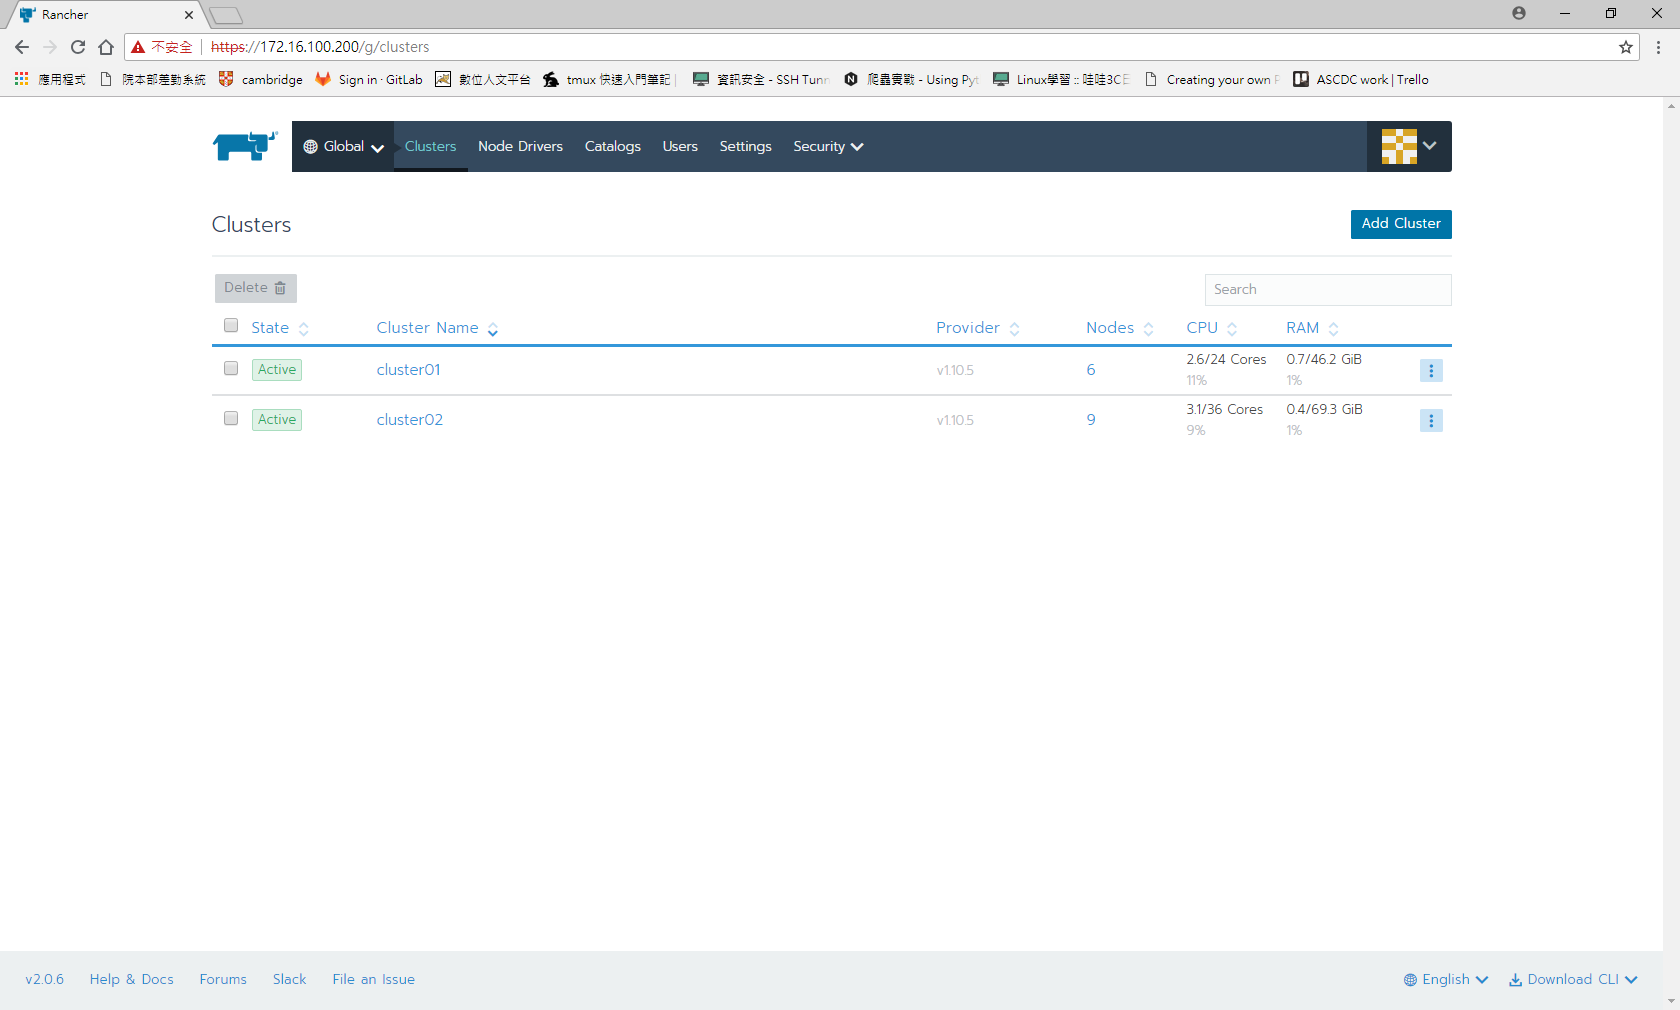 Rancher
不安全 https://172.16.100.200/g/clusters
應用程式 院本部差勤系統 cambridge Sign in · GitLab 數位人文平台 tmux 快速入門筆記 | 資訊安全 - SSH Tunn 爬蟲實戰 - Using Pyt Linux學習 :: 哇哇3C Creating your own ASCDC work | Trello
Global Clusters Node Drivers Catalogs Users Settings Security
Clusters Add Cluster
Delete Search
State Cluster Name Provider Nodes CPU RAM
Active cluster01 v1.10.5 6 2.6/24 Cores 0.7/46.2 GiB
11% 1%
Active cluster02 v1.10.5 9 3.1/36 Cores 0.4/69.3 GiB
9% 1%
v2.0.6 Help & Docs Forums Slack File an Issue English Download CLI